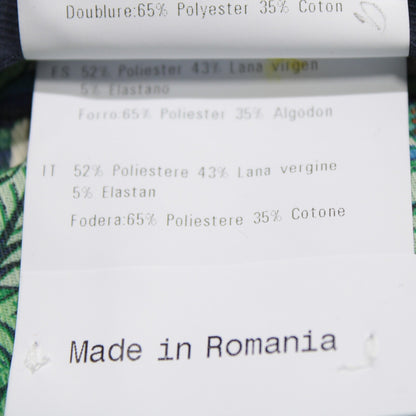 Doublure:65% Polyester 35% Coton
ES 52% Poliester 43% Lana virgen
5% Elastano
Forro:65% Poliester 35% Algodon
IT 52% Poliestere 43% Lana vergine
5% Elastan
Fodera:65% Poliestere 35% Cotone
Made in Romania